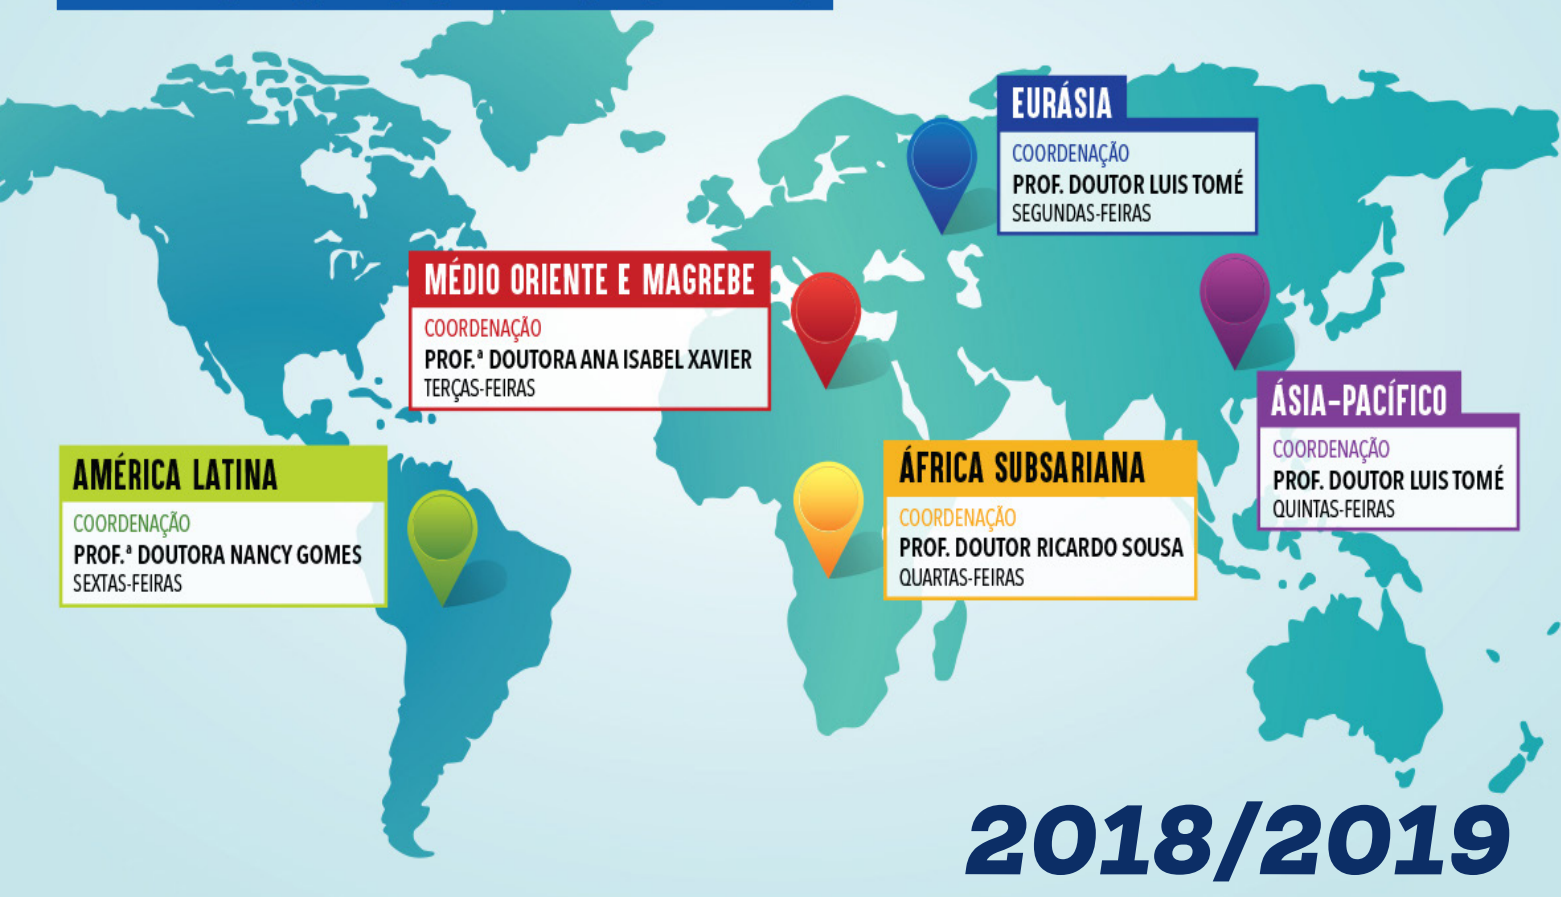 EURÁSIA
COORDENAÇÃO
PROF. DOUTOR LUIS TOMÉ
SEGUNDAS-FEIRAS
MÉDIO ORIENTE E MAGREBE
COORDENAÇÃO
PROF.ª DOUTORA ANA ISABEL XAVIER
TERÇAS-FEIRAS
ÁSIA-PACÍFICO
COORDENAÇÃO
PROF. DOUTOR LUIS TOMÉ
QUINTAS-FEIRAS
AMÉRICA LATINA
COORDENAÇÃO
PROF.ª DOUTORA NANCY GOMES
SEXTAS-FEIRAS
ÁFRICA SUBSARIANA
COORDENAÇÃO
PROF. DOUTOR RICARDO SOUSA
QUARTAS-FEIRAS
2018/2019